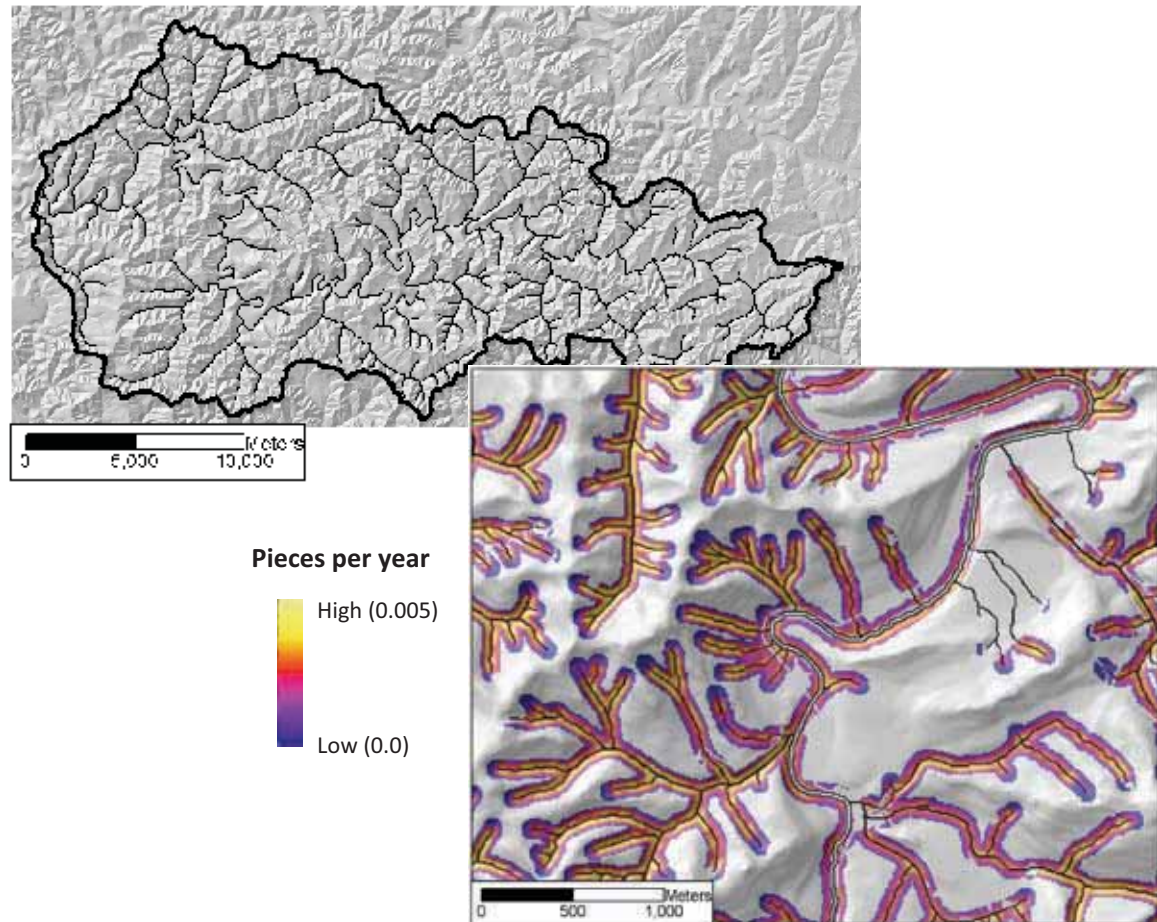 Meters
0 5,000 10,000
Pieces per year
High (0.005)
Low (0.0)
Meters
0 500 1,000